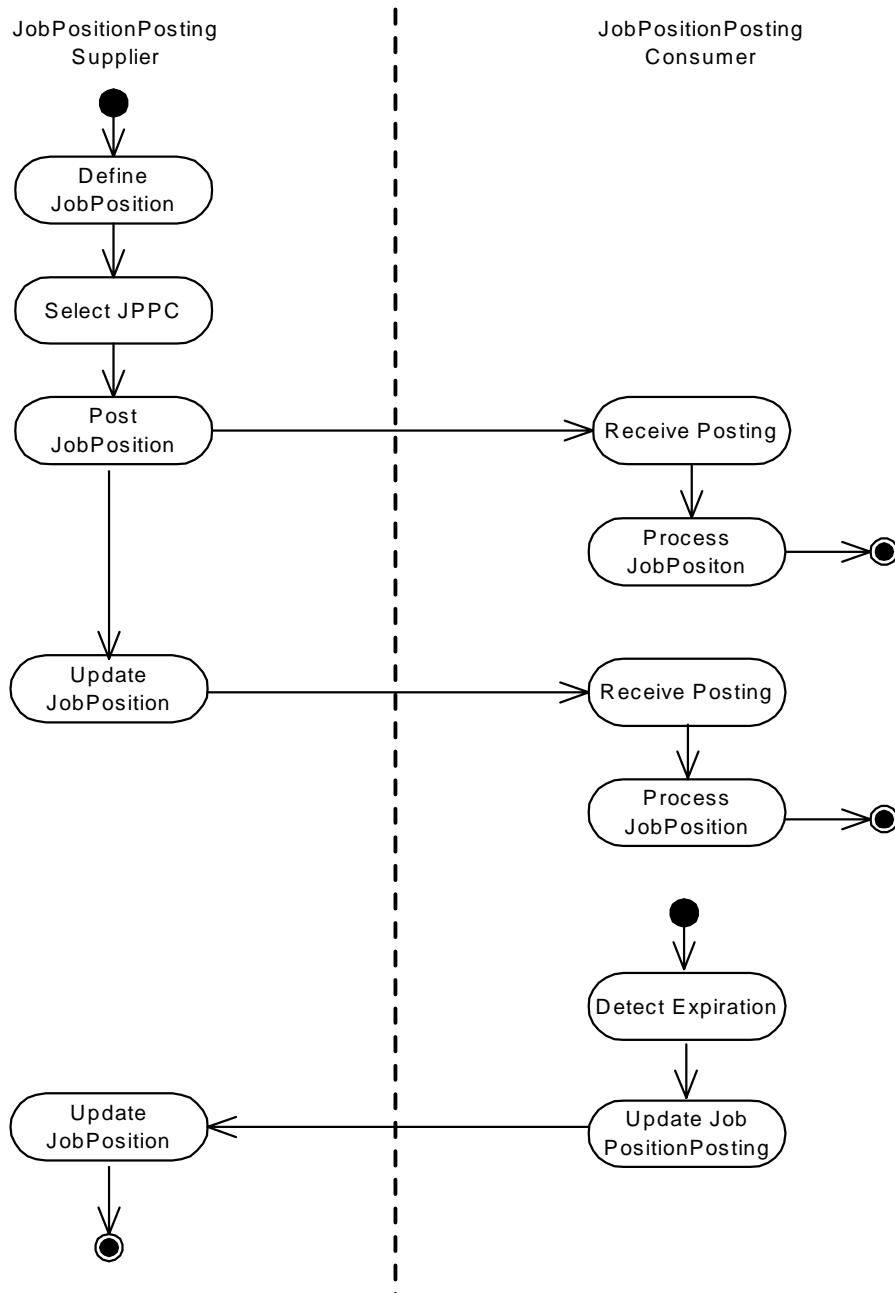 JobPositionPosting
Supplier
JobPositionPosting
Consumer
Define
JobPosition
Select JPPC
Post
JobPosition
Receive Posting
Process
JobPositon
Update
JobPosition
Receive Posting
Process
JobPosition
Detect Expiration
Update
JobPosition
Update Job
PositionPosting